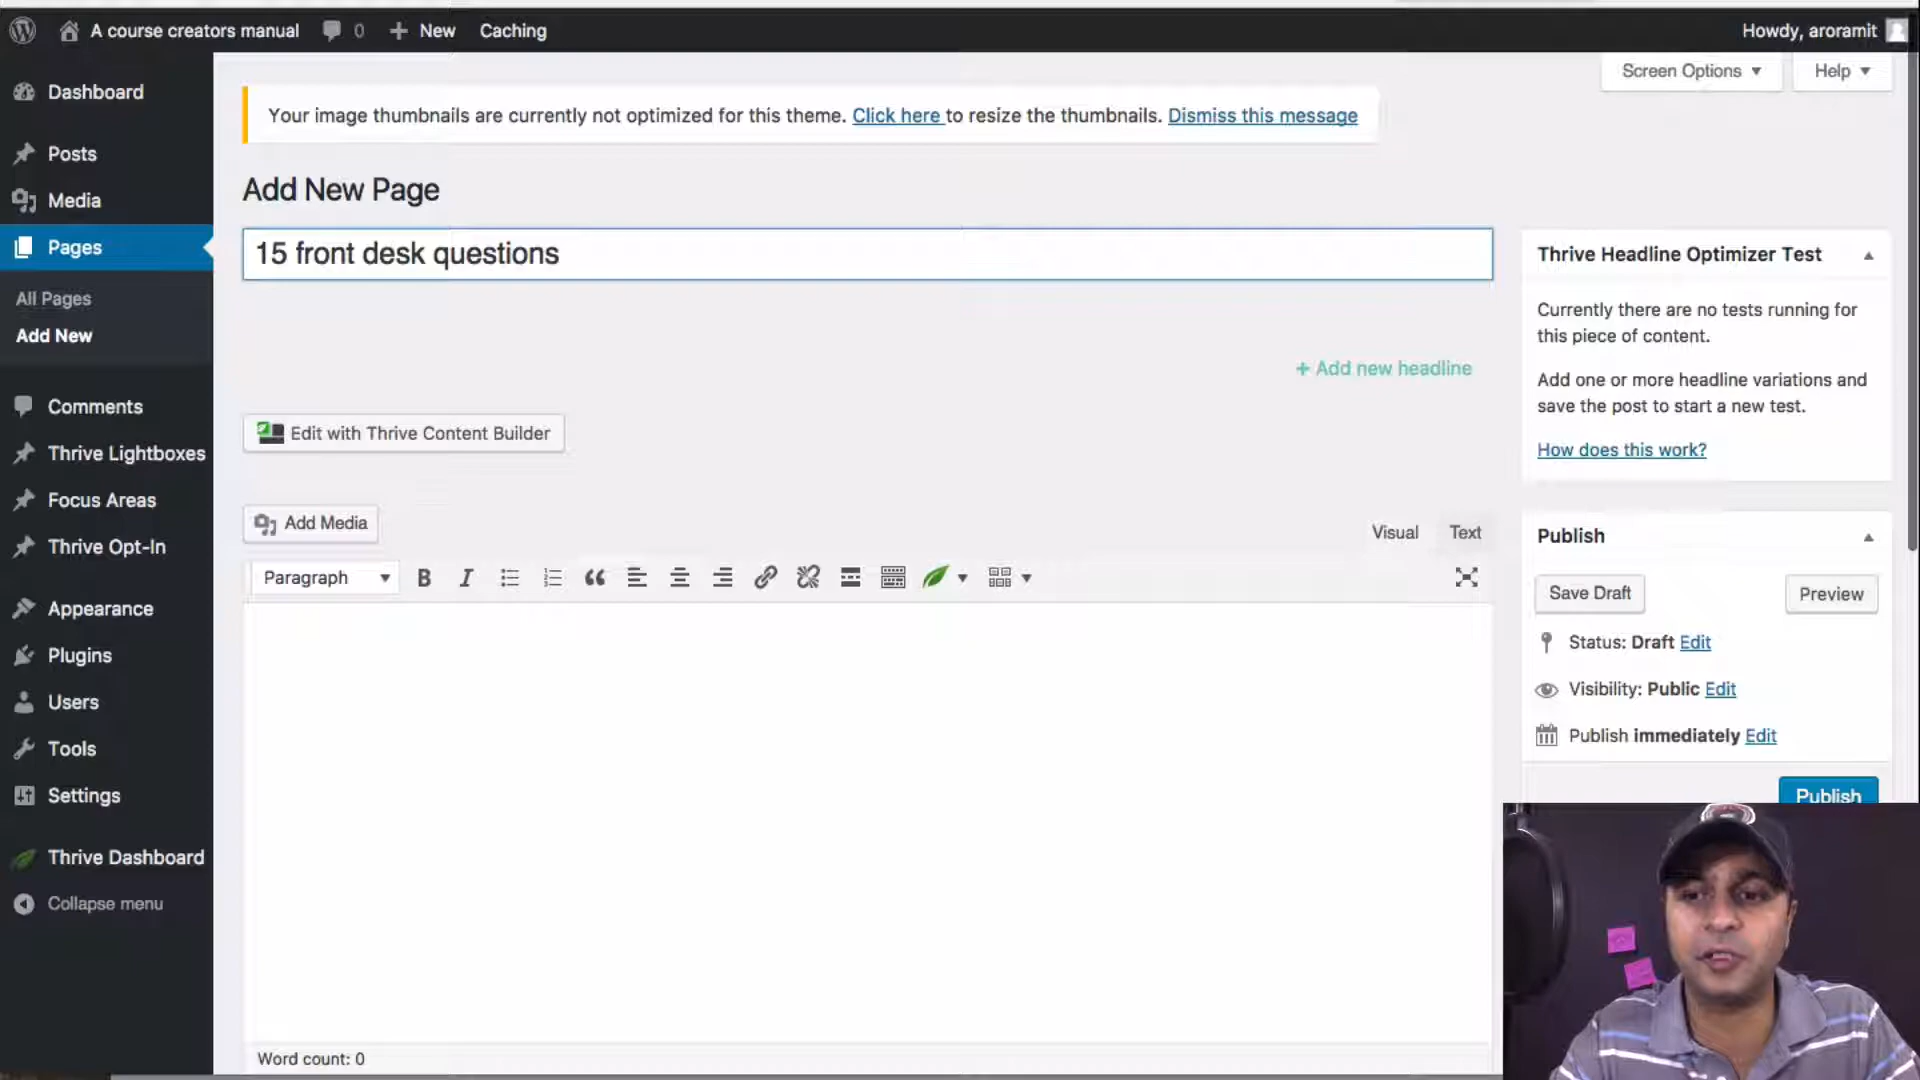 A course creators manual 0 New Caching Howdy, aroramit
Screen Options Help
Dashboard
Posts
Media
Pages
All Pages
Add New
Comments
Thrive Lightboxes
Focus Areas
Thrive Opt-In
Appearance
Plugins
Users
Tools
Settings
Thrive Dashboard
Collapse menu
Your image thumbnails are currently not optimized for this theme. Click here to resize the thumbnails. Dismiss this message
Add New Page
15 front desk questions
+ Add new headline
Edit with Thrive Content Builder
Add Media
Visual Text
Paragraph
Word count: 0
Thrive Headline Optimizer Test
Currently there are no tests running for
this piece of content.
Add one or more headline variations and
save the post to start a new test.
How does this work?
Publish
Save Draft Preview
Status: Draft Edit
Visibility: Public Edit
Publish immediately Edit
Publish